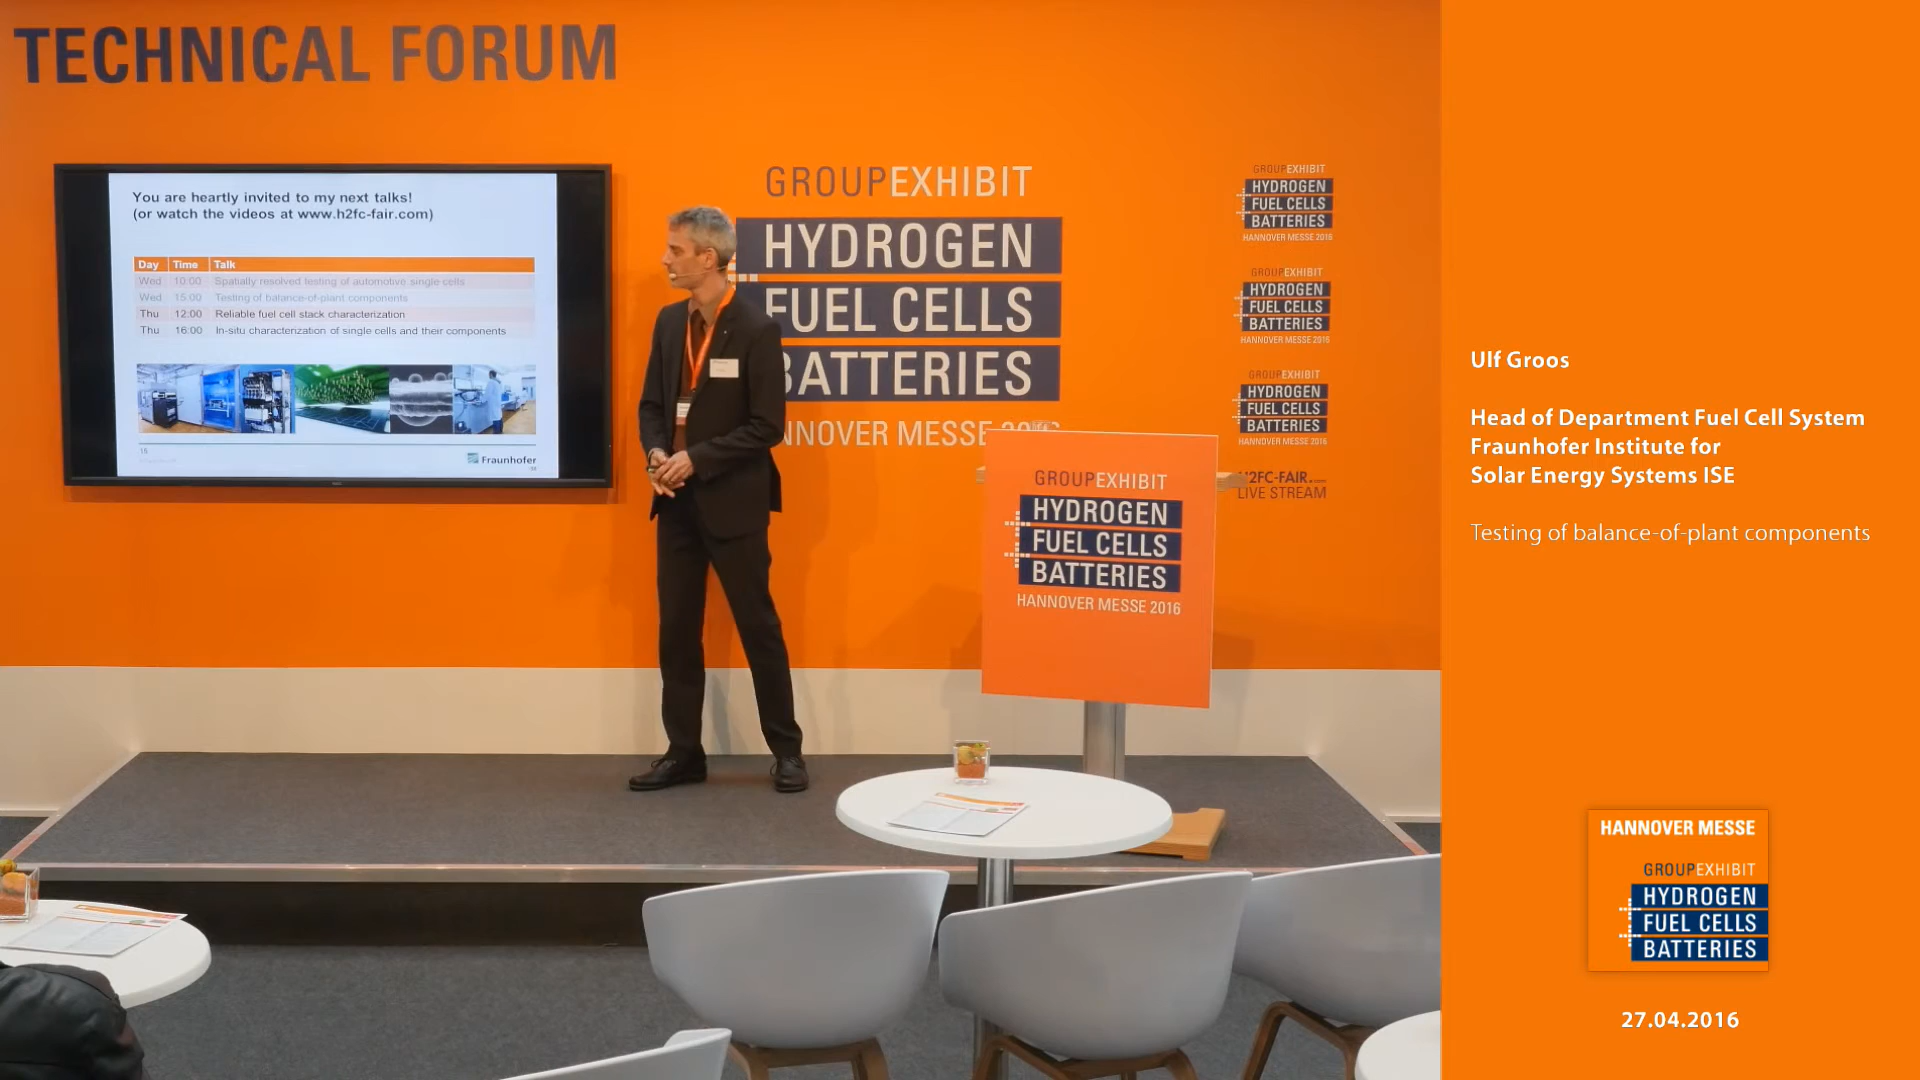 TECHNICAL FORUM
You are heartly invited to my next talks!
(or watch the videos at www.h2fc-fair.com)
Day Time Talk
Wed 10:00 Spatially resolved testing of automotive single cells
Wed 15:00 Testing of balance-of-plant components
Thu 12:00 Reliable fuel cell stack characterization
Thu 16:00 In-situ characterization of single cells and their components
15
Fraunhofer
GROUPEXHIBIT
HYDROGEN
FUEL CELLS
BATTERIES
NNOVER MESSE 2016
GROUPEXHIBIT
HYDROGEN
FUEL CELLS
BATTERIES
HANNOVER MESSE 2016
GROUPEXHIBIT
HYDROGEN
FUEL CELLS
BATTERIES
HANNOVER MESSE 2016
GROUPEXHIBIT
HYDROGEN
FUEL CELLS
BATTERIES
HANNOVER MESSE 2016
H2FC-FAIR.com
LIVE STREAM
GROUPEXHIBIT
HYDROGEN
FUEL CELLS
BATTERIES
HANNOVER MESSE 2016
Ulf Groos
Head of Department Fuel Cell System
Fraunhofer Institute for
Solar Energy Systems ISE
Testing of balance-of-plant components
HANNOVER MESSE
GROUPEXHIBIT
HYDROGEN
FUEL CELLS
BATTERIES
27.04.2016